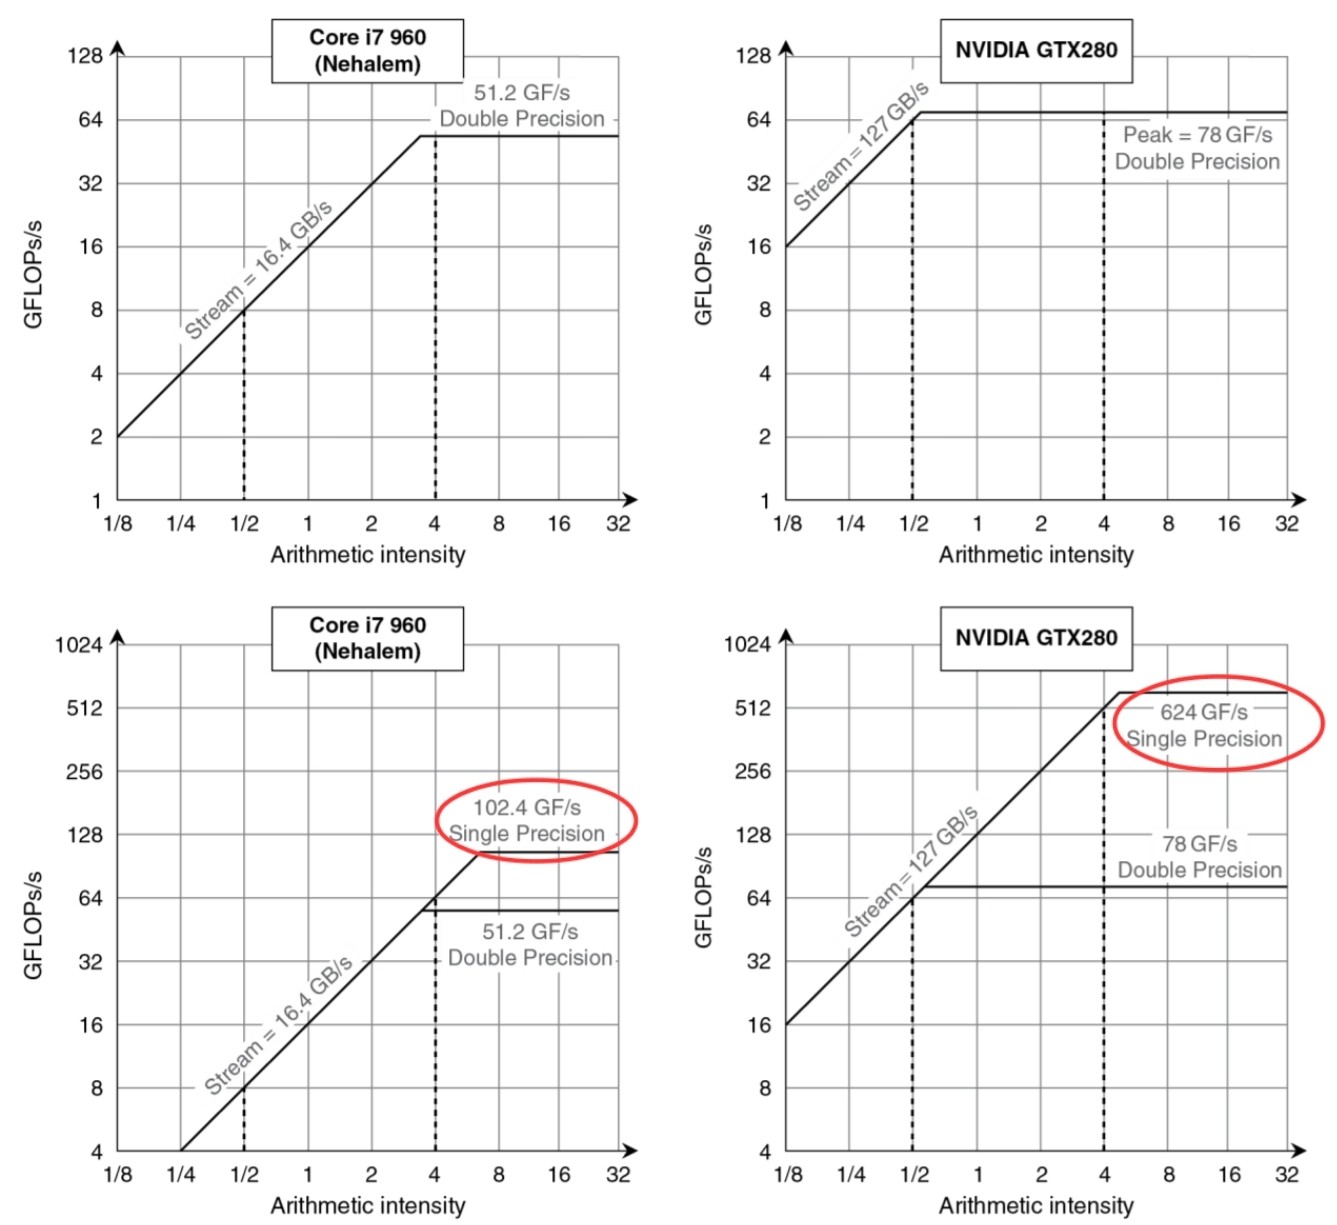 Core i7 960
(Nehalem)
128
64
32
16
8
4
2
1
GFLOPs/s
51.2 GF/s
Double Precision
Stream = 16.4 GB/s
1/8 1/4 1/2 1 2 4 8 16 32
Arithmetic intensity
NVIDIA GTX280
128
64
32
16
8
4
2
1
GFLOPs/s
Stream = 127 GB/s
Peak = 78 GF/s
Double Precision
1/8 1/4 1/2 1 2 4 8 16 32
Arithmetic intensity
Core i7 960
(Nehalem)
1024
512
256
128
64
32
16
8
4
GFLOPs/s
102.4 GF/s
Single Precision
51.2 GF/s
Double Precision
Stream = 16.4 GB/s
1/8 1/4 1/2 1 2 4 8 16 32
Arithmetic intensity
NVIDIA GTX280
1024
512
256
128
64
32
16
8
4
GFLOPs/s
624 GF/s
Single Precision
78 GF/s
Double Precision
Stream = 127 GB/s
1/8 1/4 1/2 1 2 4 8 16 32
Arithmetic intensity